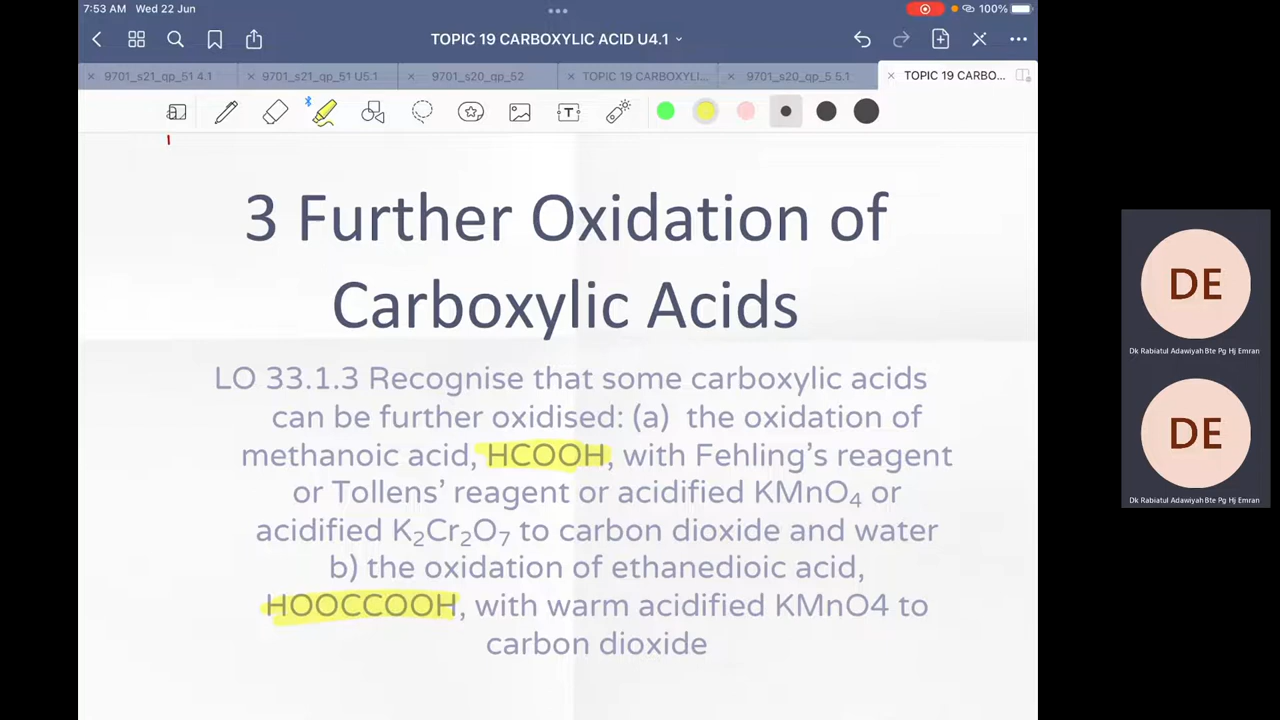 7:53 AM Wed 22 Jun
100%
TOPIC 19 CARBOXYLIC ACID U4.1
9701_s21_qp_51 4.1
9701_s21_qp_51 U5.1
9701_s20_qp_52
TOPIC 19 CARBOXYLI...
9701_s20_qp_5 5.1
TOPIC 19 CARBO...
3 Further Oxidation of
Carboxylic Acids
LO 33.1.3 Recognise that some carboxylic acids
can be further oxidised: (a) the oxidation of
methanoic acid, HCOOH, with Fehling's reagent
or Tollens' reagent or acidified KMnO₄ or
acidified K₂Cr₂O₇ to carbon dioxide and water
b) the oxidation of ethanedioic acid,
HOOCCOOH, with warm acidified KMnO4 to
carbon dioxide
DE
Dk Rabiatul Adawiyah Bte Pg Hj Emran
DE
Dk Rabiatul Adawiyah Bte Pg Hj Emran